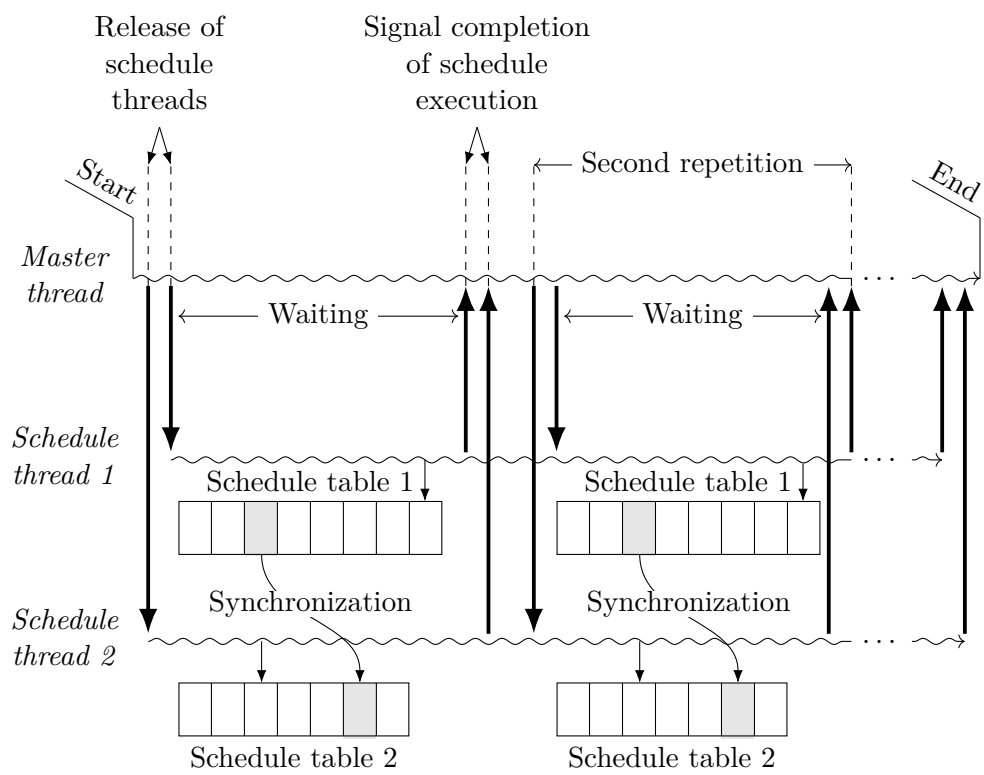 Release of
schedule
threads
Signal completion
of schedule
execution
Start
Second repetition
End
Master
thread
. . .
Waiting
Waiting
Schedule
thread 1
. . .
Schedule table 1
Schedule table 1
Synchronization
Synchronization
Schedule
thread 2
. . .
Schedule table 2
Schedule table 2